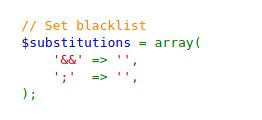 // Set blacklist
$substitutions = array(
    '&&' => '',
    ';'  => '',
);